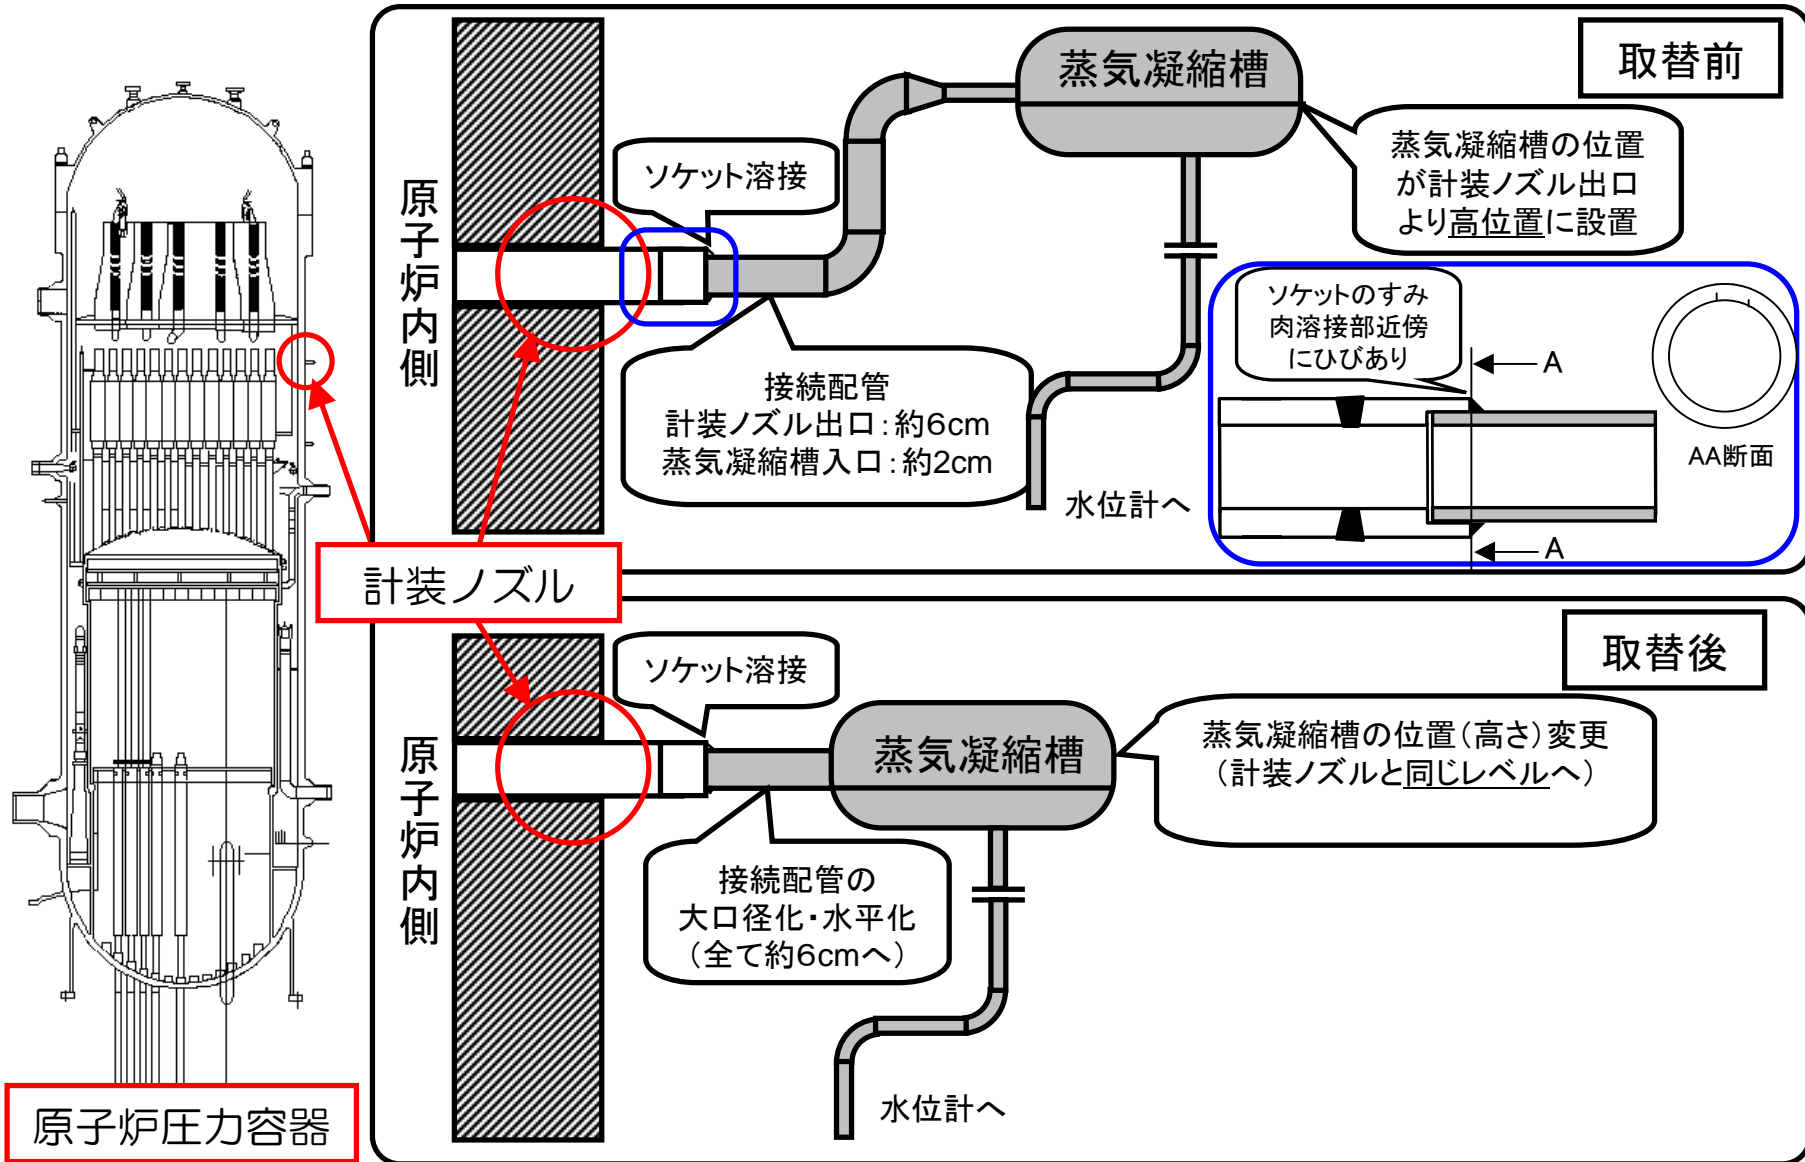 取替前
蒸気凝縮槽
蒸気凝縮槽の位置
が計装ノズル出口
より高位置に設置
ソケット溶接
原子炉内側
接続配管
計装ノズル出口：約6cm
蒸気凝縮槽入口：約2cm
水位計へ
ソケットのすみ
肉溶接部近傍
にひびあり
A
A
AA断面
計装ノズル
取替後
ソケット溶接
原子炉内側
蒸気凝縮槽
蒸気凝縮槽の位置（高さ）変更
（計装ノズルと同じレベルへ）
接続配管の
大口径化・水平化
（全て約6cmへ）
水位計へ
原子炉圧力容器